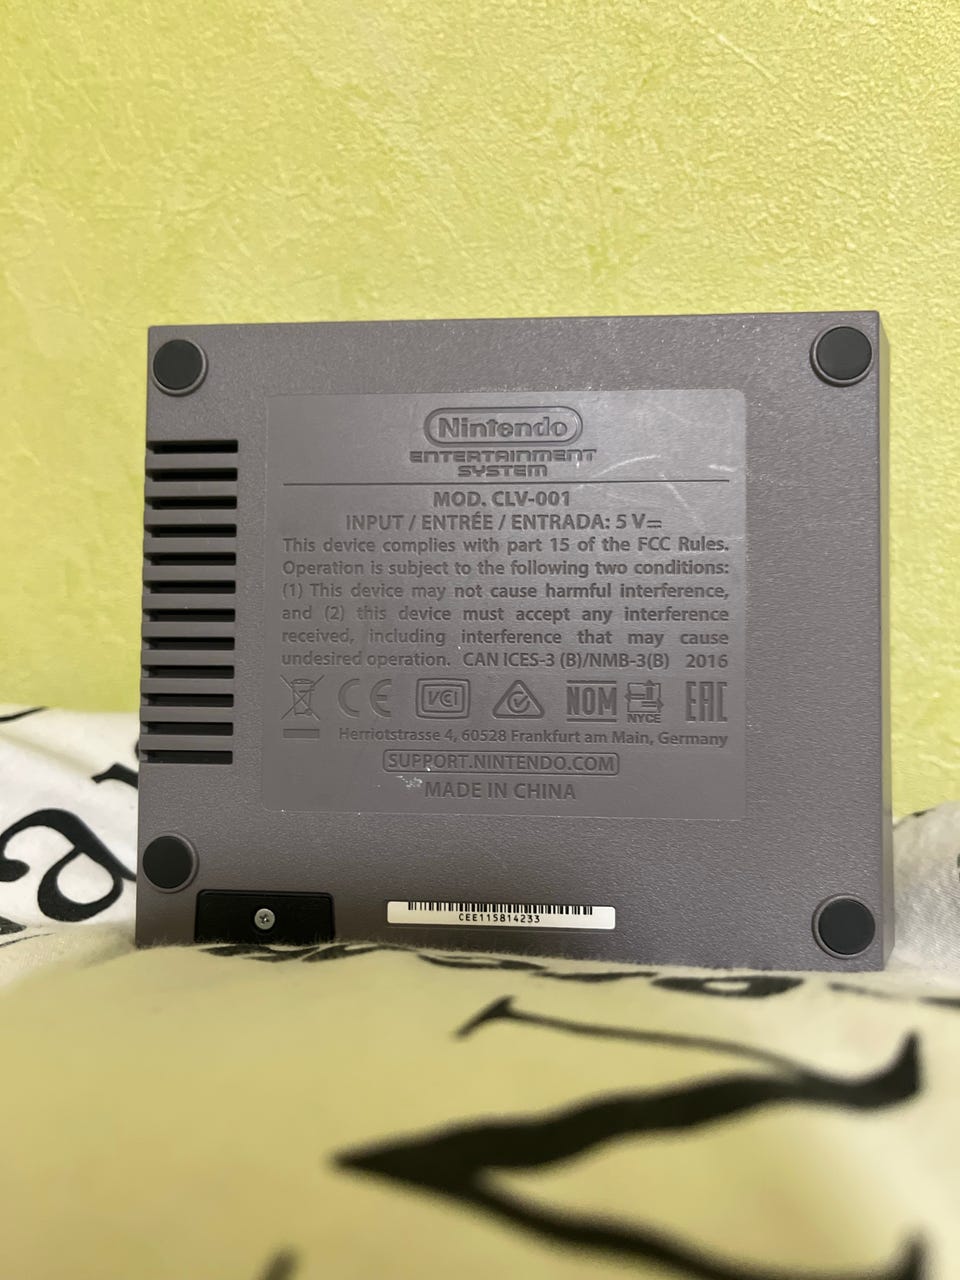 Nintendo
ENTERTAINMENT
SYSTEM
MOD. CLV-001
INPUT / ENTRÉE / ENTRADA: 5 V⎓
This device complies with part 15 of the FCC Rules.
Operation is subject to the following two conditions:
(1) This device may not cause harmful interference,
and (2) this device must accept any interference
received, including interference that may cause
undesired operation. CAN ICES-3 (B)/NMB-3(B) 2016
CE VCI NOM NYCE EAC
Herriotstrasse 4, 60528 Frankfurt am Main, Germany
SUPPORT.NINTENDO.COM
MADE IN CHINA
CEE115814233